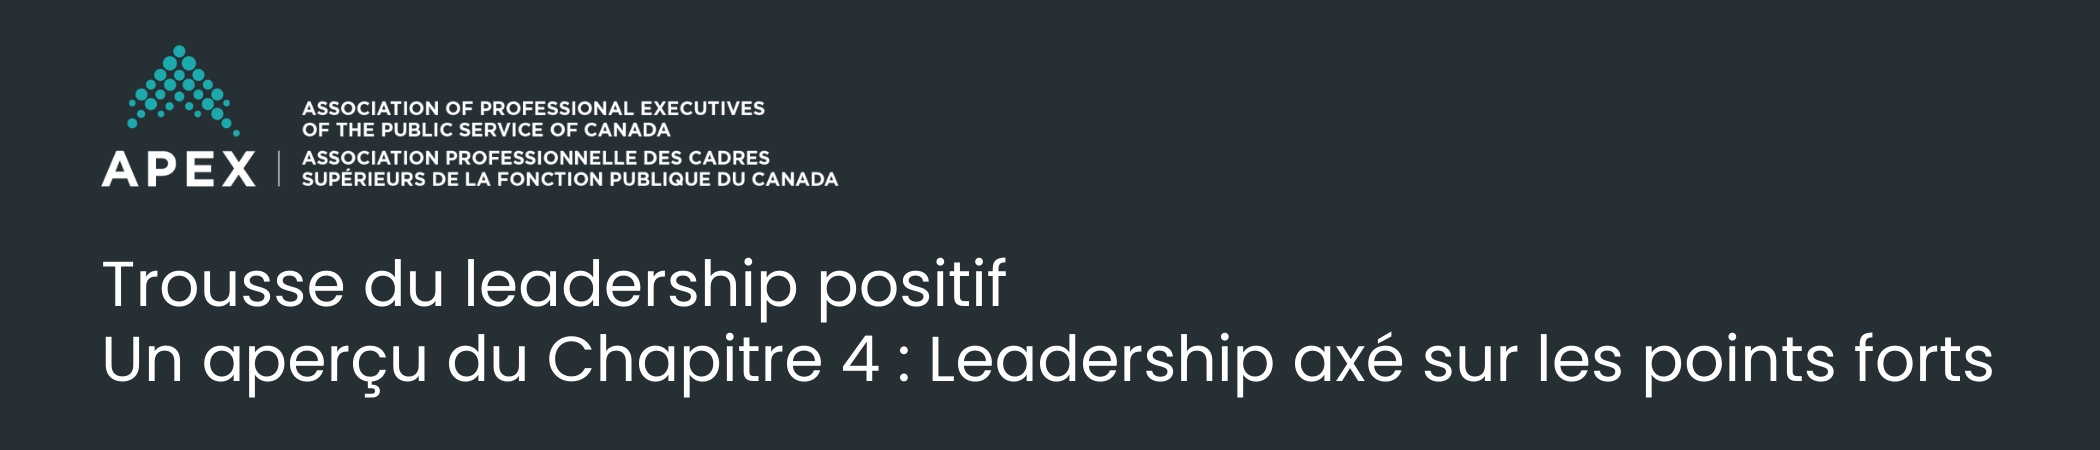 APEX
ASSOCIATION OF PROFESSIONAL EXECUTIVES
OF THE PUBLIC SERVICE OF CANADA
ASSOCIATION PROFESSIONNELLE DES CADRES
SUPÉRIEURS DE LA FONCTION PUBLIQUE DU CANADA
Trousse du leadership positif
Un aperçu du Chapitre 4 : Leadership axé sur les points forts